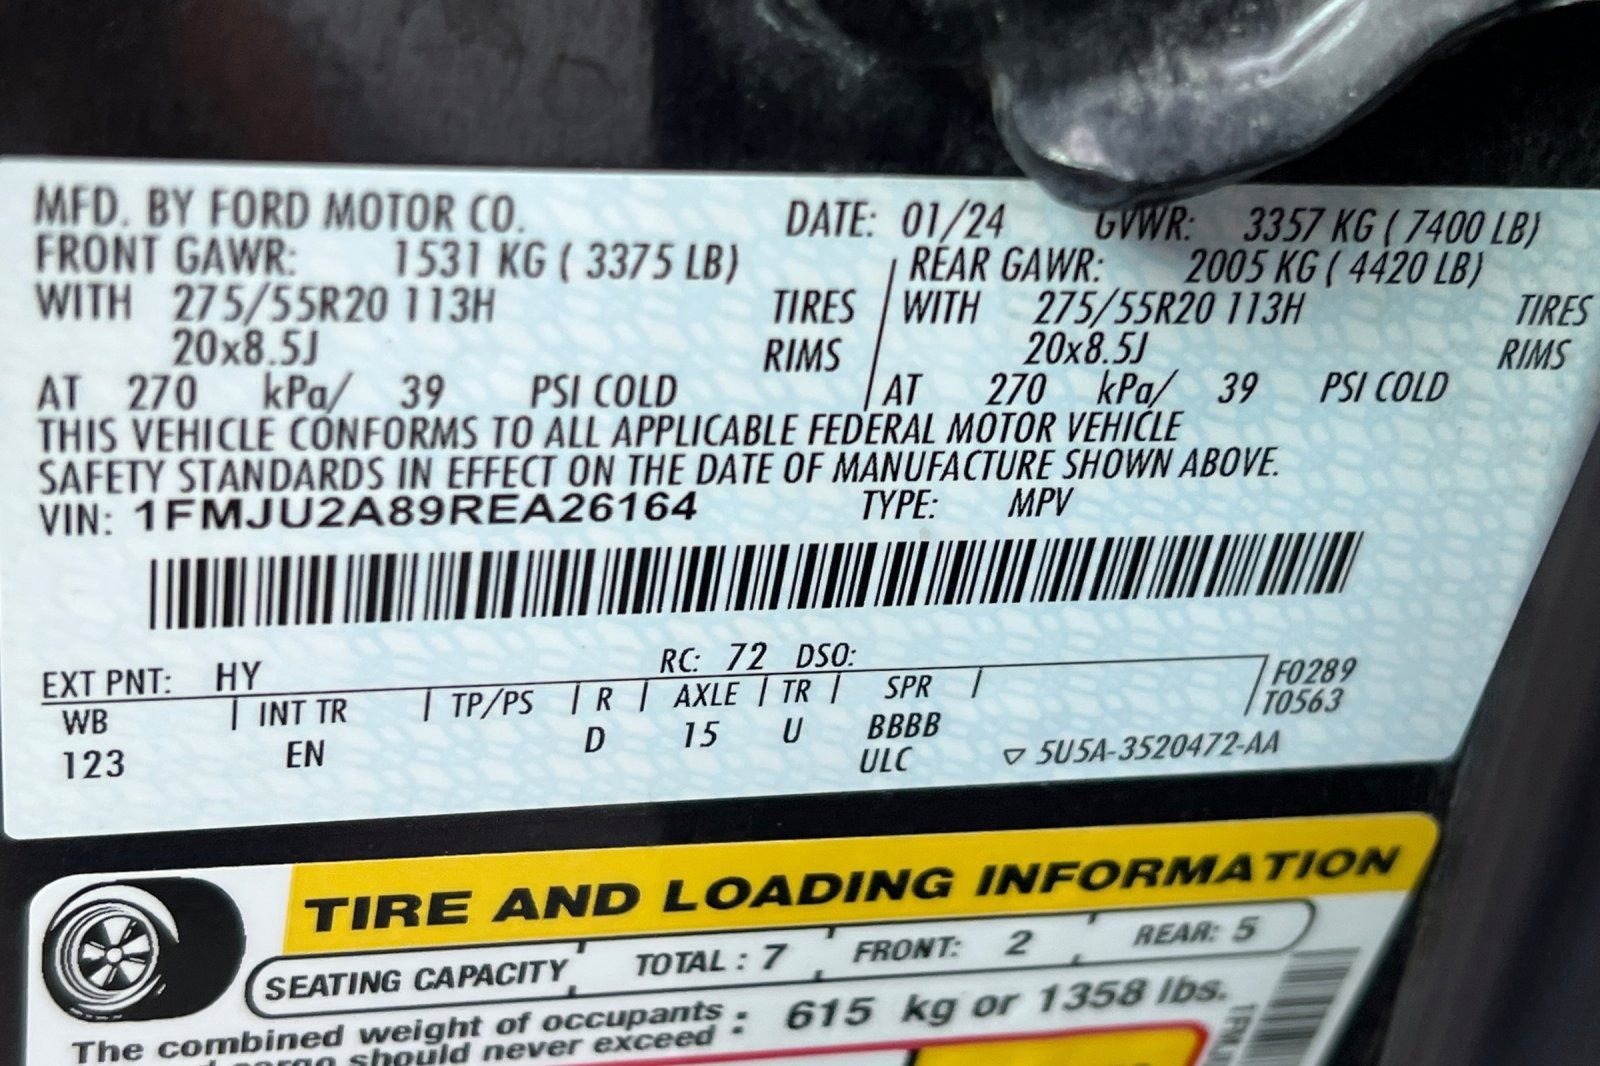 MFD. BY FORD MOTOR CO. DATE: 01/24 GVWR: 3357 KG ( 7400 LB)
FRONT GAWR: 1531 KG ( 3375 LB) REAR GAWR: 2005 KG ( 4420 LB)
WITH 275/55R20 113H TIRES WITH 275/55R20 113H TIRES
20x8.5J RIMS 20x8.5J RIMS
AT 270 kPa/ 39 PSI COLD AT 270 kPa/ 39 PSI COLD
THIS VEHICLE CONFORMS TO ALL APPLICABLE FEDERAL MOTOR VEHICLE
SAFETY STANDARDS IN EFFECT ON THE DATE OF MANUFACTURE SHOWN ABOVE.
VIN: 1FMJU2A89REA26164 TYPE: MPV
EXT PNT: HY RC: 72 DSO:
WB | INT TR | TP/PS | R | AXLE | TR | SPR | F0289
T0563
123 EN D 15 U BBBB
ULC ▽ 5U5A-3520472-AA
TIRE AND LOADING INFORMATION
SEATING CAPACITY TOTAL : 7 FRONT: 2 REAR: 5
The combined weight of occupants : 615 kg or 1358 lbs.
cargo should never exceed